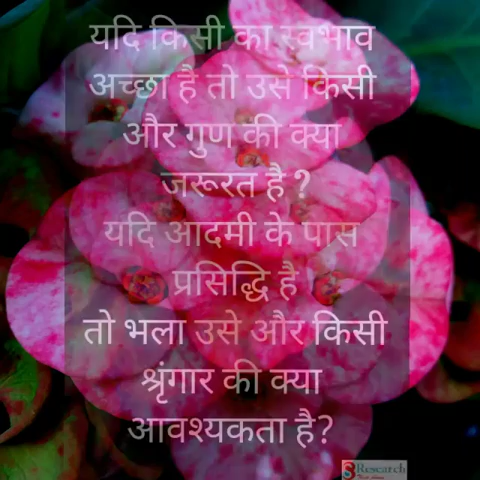 यदि किसी का स्वभाव
अच्छा है तो उसे किसी
और गुण की क्या
जरूरत है ?
यदि आदमी के पास
प्रसिद्धि है
तो भला उसे और किसी
श्रृंगार की क्या
आवश्यकता है?
Research